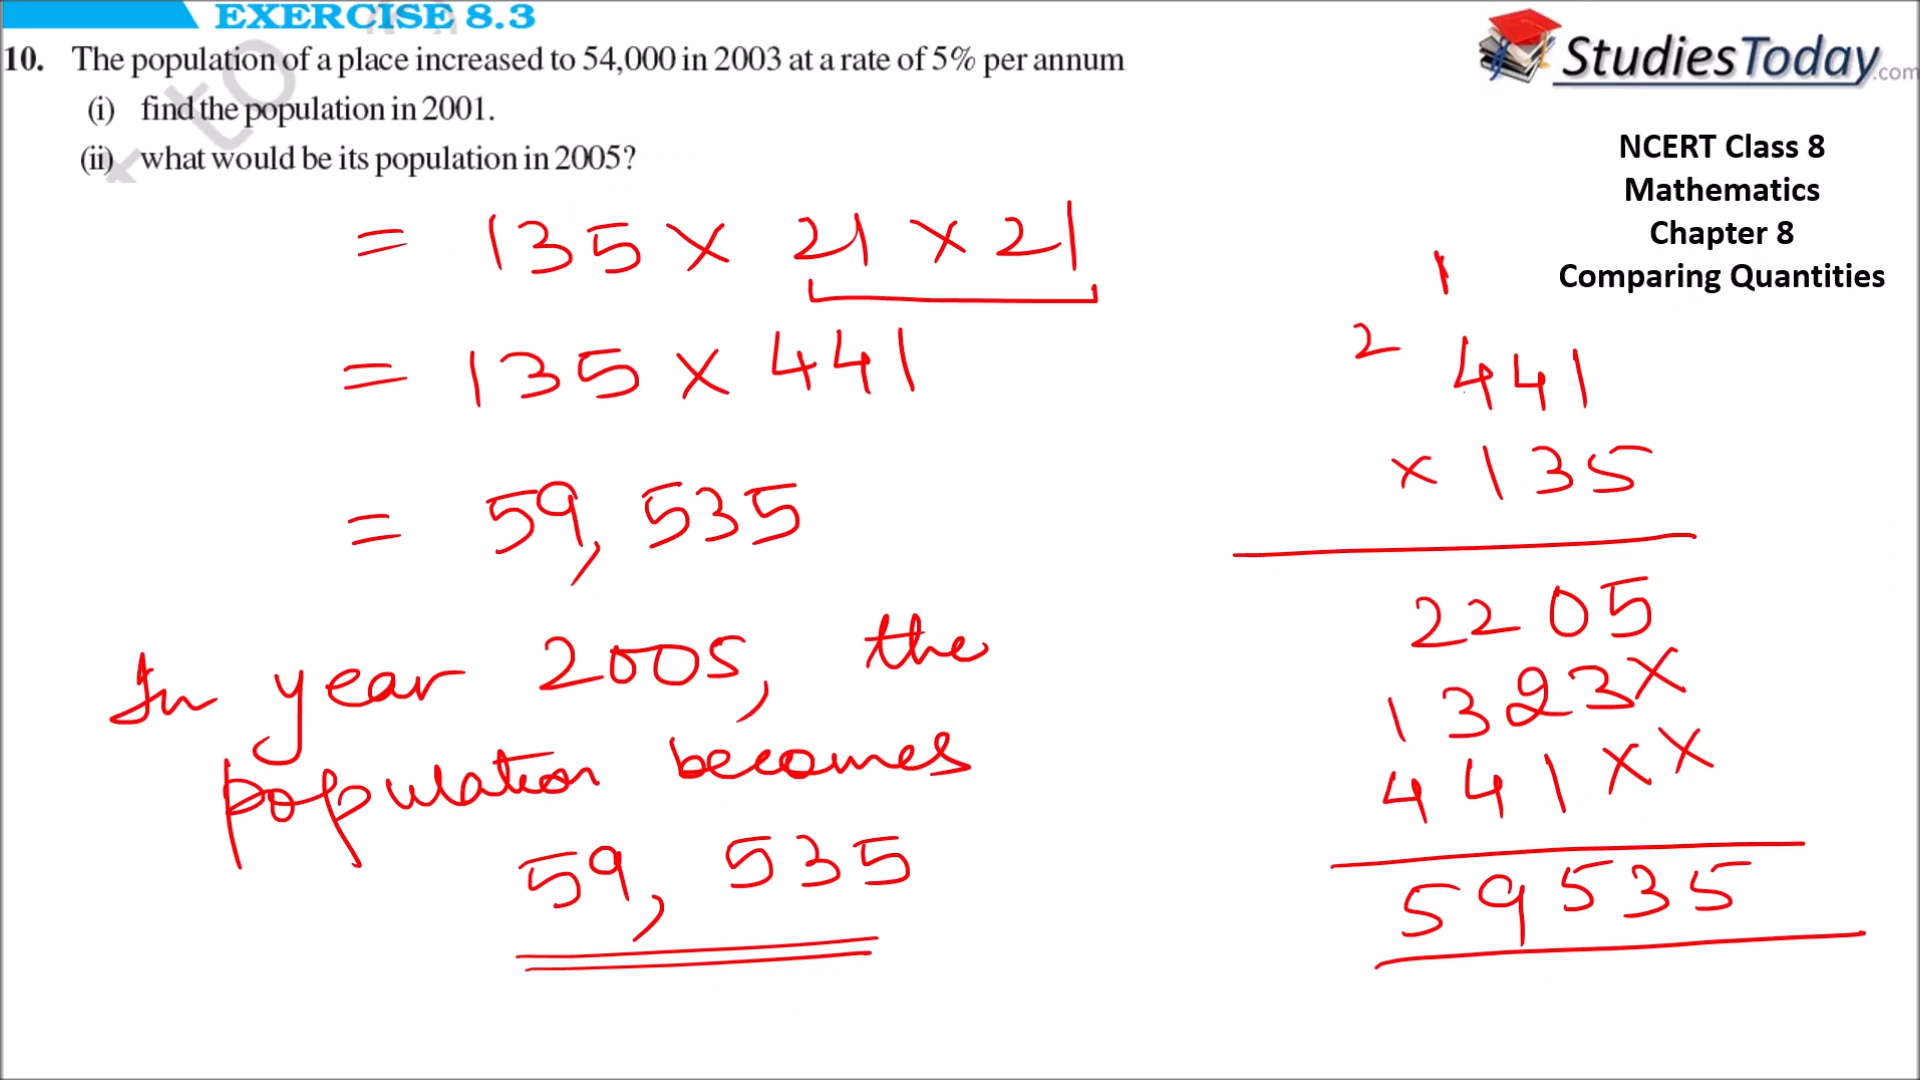 EXERCISE 8.3
10. The population of a place increased to 54,000 in 2003 at a rate of 5% per annum
(i) find the population in 2001.
(ii) what would be its population in 2005?
StudiesToday.com
NCERT Class 8
Mathematics
Chapter 8
Comparing Quantities
= 135 × 21 × 21
= 135 × 441
= 59,535
In year 2005, the
population becomes
59,535
1
2
441
× 135
2205
1323×
441××
59535